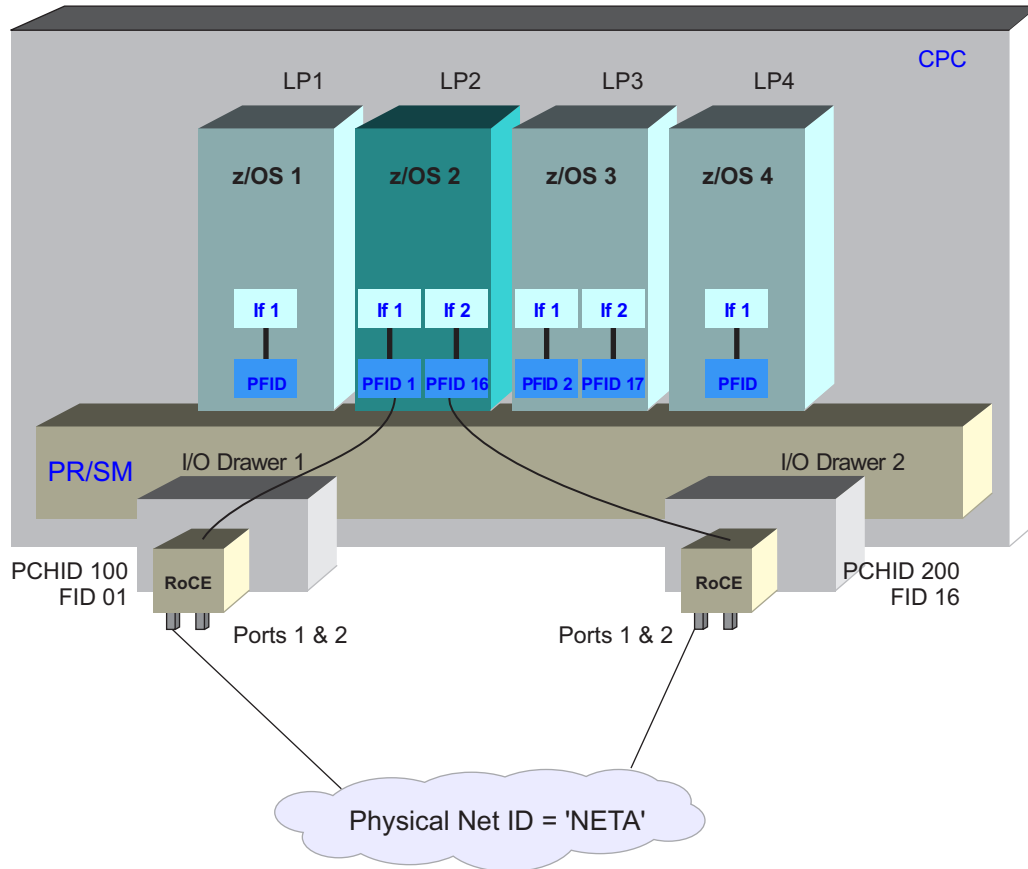 CPC
LP1
LP2
LP3
LP4
z/OS 1
z/OS 2
z/OS 3
z/OS 4
If 1
If 1
If 2
If 1
If 2
If 1
PFID
PFID 1
PFID 16
PFID 2
PFID 17
PFID
PR/SM
I/O Drawer 1
I/O Drawer 2
RoCE
RoCE
PCHID 100
FID 01
PCHID 200
FID 16
Ports 1 & 2
Ports 1 & 2
Physical Net ID = 'NETA'